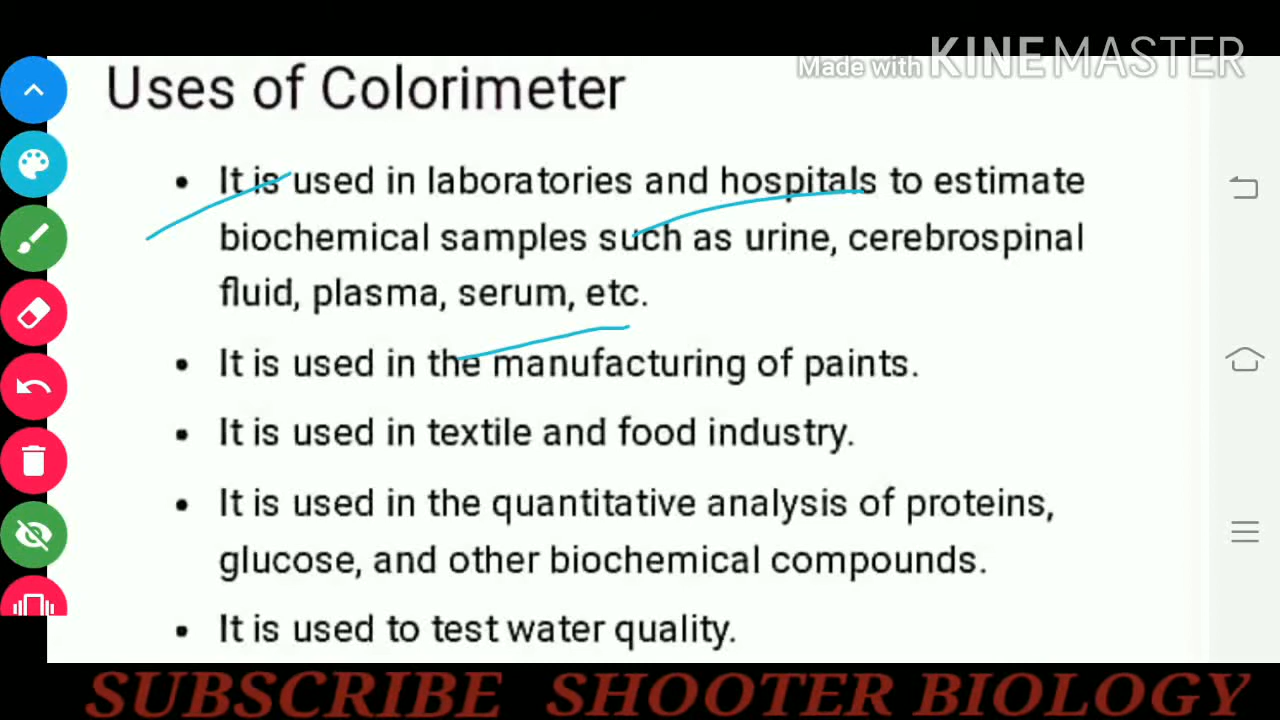 Made with KINEMASTER
Uses of Colorimeter
• It is used in laboratories and hospitals to estimate
biochemical samples such as urine, cerebrospinal
fluid, plasma, serum, etc.
• It is used in the manufacturing of paints.
• It is used in textile and food industry.
• It is used in the quantitative analysis of proteins,
glucose, and other biochemical compounds.
• It is used to test water quality.
SUBSCRIBE SHOOTER BIOLOGY